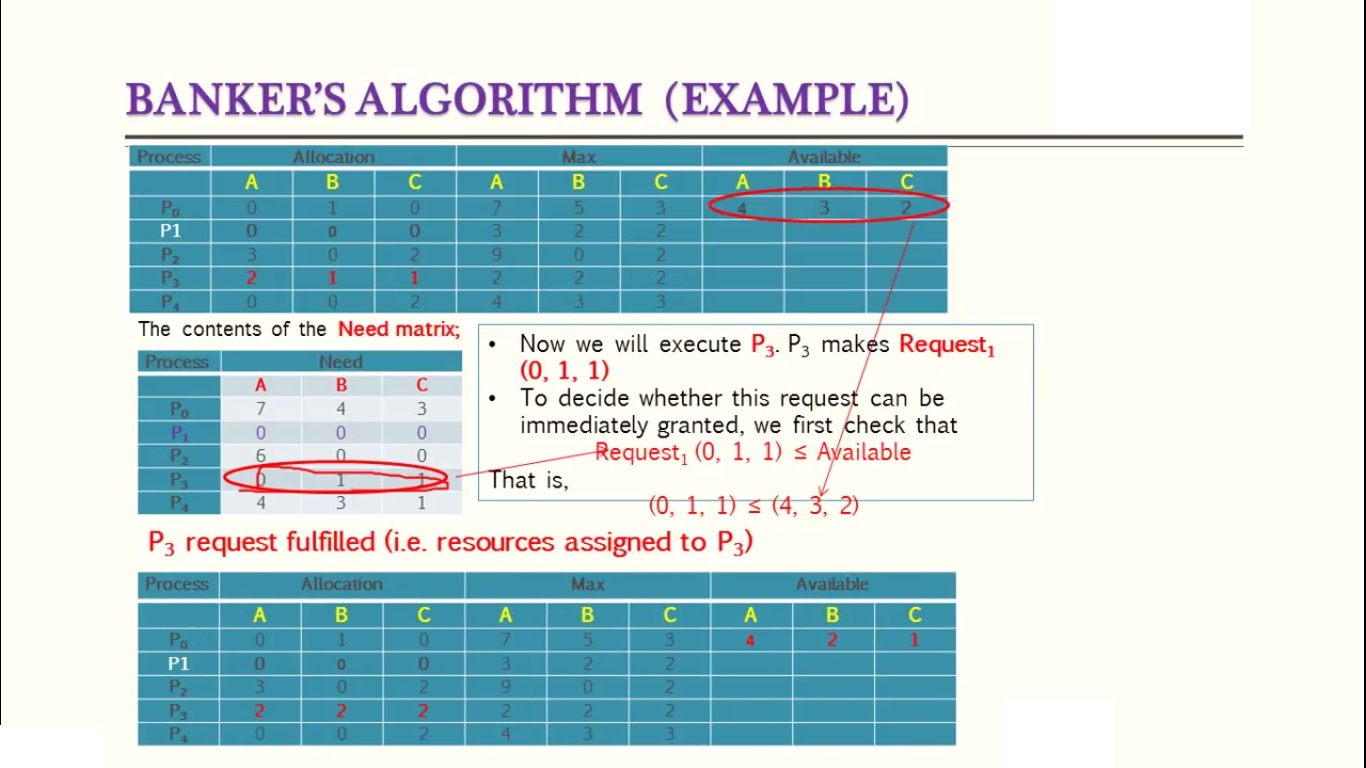 BANKER'S ALGORITHM (EXAMPLE)
Process Allocation Max Available
A B C A B C A B C
P₀ 0 1 0 7 5 3 4 3 2
P1 0 0 0 3 2 2
P₂ 3 0 2 9 0 2
P₃ 2 1 1 2 2 2
P₄ 0 0 2 4 3 3
The contents of the Need matrix;
Process Need
A B C
P₀ 7 4 3
P₁ 0 0 0
P₂ 6 0 0
P₃ 0 1 1
P₄ 4 3 1
• Now we will execute P₃. P₃ makes Request₁
(0, 1, 1)
• To decide whether this request can be
immediately granted, we first check that
Request₁ (0, 1, 1) ≤ Available
That is,
(0, 1, 1) ≤ (4, 3, 2)
P₃ request fulfilled (i.e. resources assigned to P₃)
Process Allocation Max Available
A B C A B C A B C
P₀ 0 1 0 7 5 3 4 2 1
P1 0 0 0 3 2 2
P₂ 3 0 2 9 0 2
P₃ 2 2 2 2 2 2
P₄ 0 0 2 4 3 3